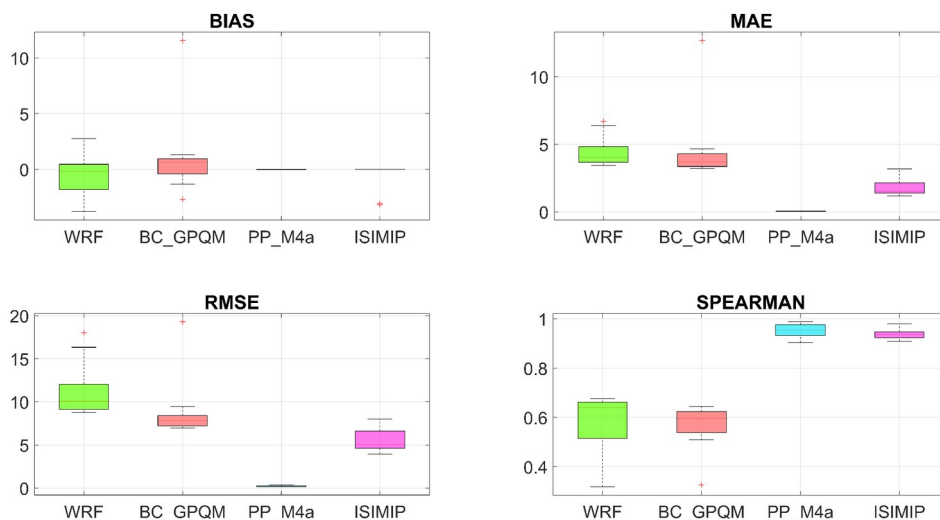 BIAS
10
5
0
WRF BC_GPQM PP_M4a ISIMIP
MAE
10
5
0
WRF BC_GPQM PP_M4a ISIMIP
RMSE
20
15
10
5
0
WRF BC_GPQM PP_M4a ISIMIP
SPEARMAN
1
0.8
0.6
0.4
WRF BC_GPQM PP_M4a ISIMIP